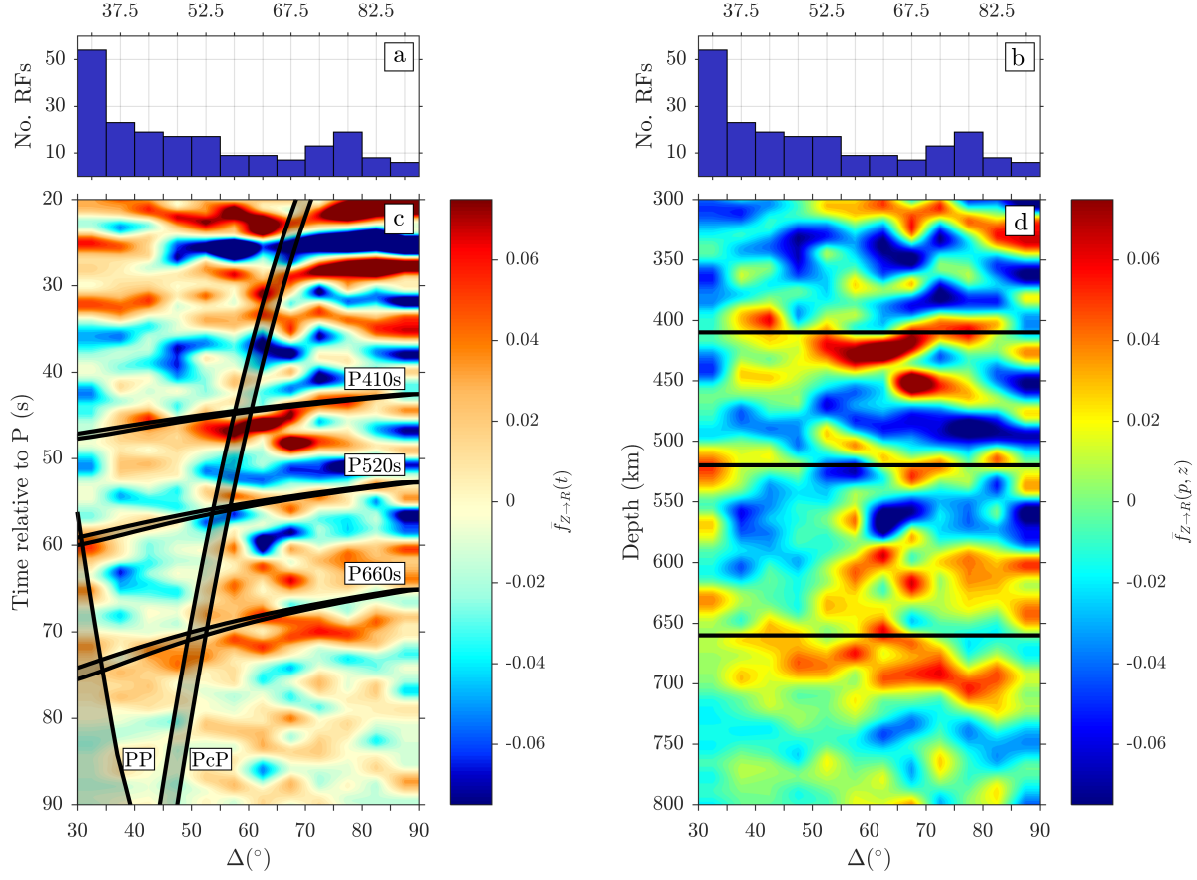 37.5 52.5 67.5 82.5
50
30
10
No. RFs
a
37.5 52.5 67.5 82.5
50
30
10
No. RFs
b
20
30
40
50
60
70
80
90
Time relative to P (s)
c
P410s
P520s
P660s
PP
PcP
30 40 50 60 70 80 90
Δ(°)
0.06
0.04
0.02
0
-0.02
-0.04
-0.06
f̄_{Z→R}(t)
300
350
400
450
500
550
600
650
700
750
800
Depth (km)
d
30 40 50 60 70 80 90
Δ(°)
0.06
0.04
0.02
0
-0.02
-0.04
-0.06
f̄_{Z→R}(p, z)